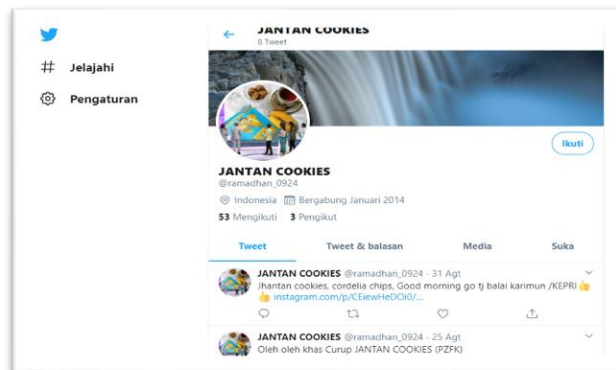 JANTAN COOKIES
8 Tweet
Jelajahi
Pengaturan
Ikuti
JANTAN COOKIES
@ramadhan_0924
Indonesia Bergabung Januari 2014
53 Mengikuti 3 Pengikut
Tweet Tweet & balasan Media Suka
JANTAN COOKIES @ramadhan_0924 · 31 Agt
Jhantan cookies, cordelia chips, Good morning go tj balai karimun /KEPRI👍
👍 instagram.com/p/CEiewHeDOi0/...
JANTAN COOKIES @ramadhan_0924 · 25 Agt
Oleh oleh khas Curup JANTAN COOKIES (PZFK)